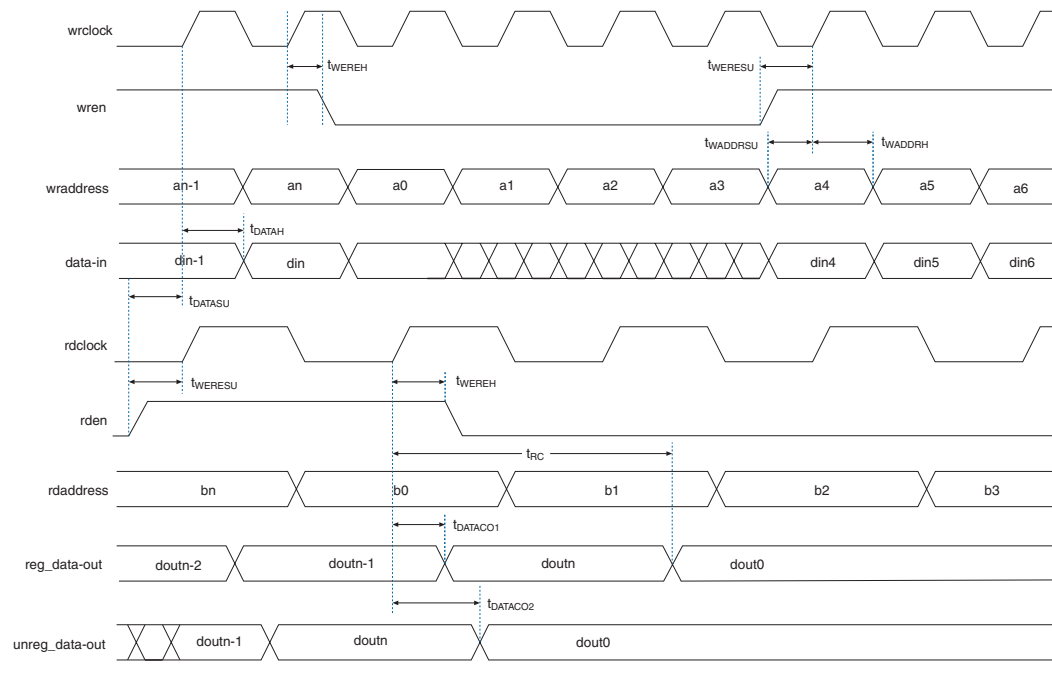 wrclock
tWEREH
tWERESU
wren
tWADDRSU
tWADDRH
wraddress an-1 an a0 a1 a2 a3 a4 a5 a6
tDATAH
data-in din-1 din din4 din5 din6
tDATASU
rdclock
tWERESU
tWEREH
rden
tRC
rdaddress bn b0 b1 b2 b3
tDATACO1
reg_data-out doutn-2 doutn-1 doutn dout0
tDATACO2
unreg_data-out doutn-1 doutn dout0